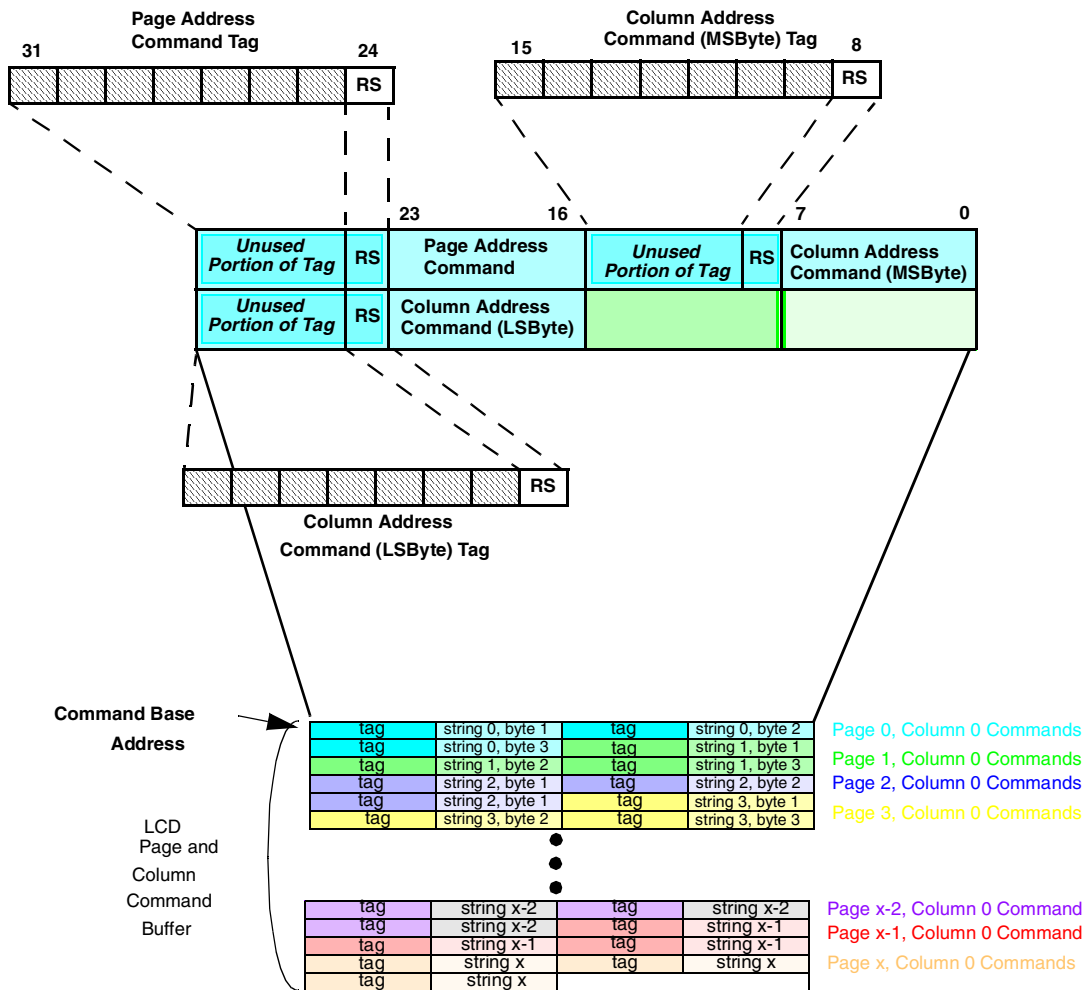 Page Address
Command Tag
31
24
RS
Column Address
Command (MSByte) Tag
15
8
RS
23
16
7
0
Unused
Portion of Tag
RS
Page Address
Command
Unused
Portion of Tag
RS
Column Address
Command (MSByte)
Unused
Portion of Tag
RS
Column Address
Command (LSByte)
RS
Column Address
Command (LSByte) Tag
Command Base
Address
tag string 0, byte 1 tag string 0, byte 2 Page 0, Column 0 Commands
tag string 0, byte 3 tag string 1, byte 1
tag string 1, byte 2 tag string 1, byte 3 Page 1, Column 0 Commands
tag string 2, byte 1 tag string 2, byte 2 Page 2, Column 0 Commands
tag string 2, byte 1 tag string 3, byte 1
tag string 3, byte 2 tag string 3, byte 3 Page 3, Column 0 Commands
LCD
Page and
Column
Command
Buffer
tag string x-2 tag string x-2 Page x-2, Column 0 Command
tag string x-2 tag string x-1 Page x-1, Column 0 Command
tag string x-1 tag string x-1
tag string x tag string x Page x, Column 0 Commands
tag string x